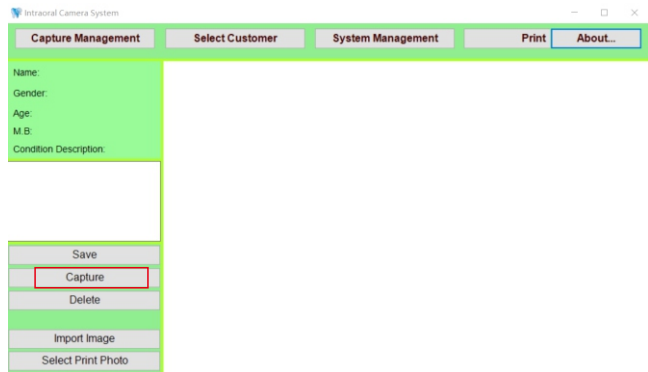 Intraoral Camera System
Capture Management Select Customer System Management Print About...
Name:
Gender:
Age:
M.B:
Condition Description:
Save
Capture
Delete
Import Image
Select Print Photo